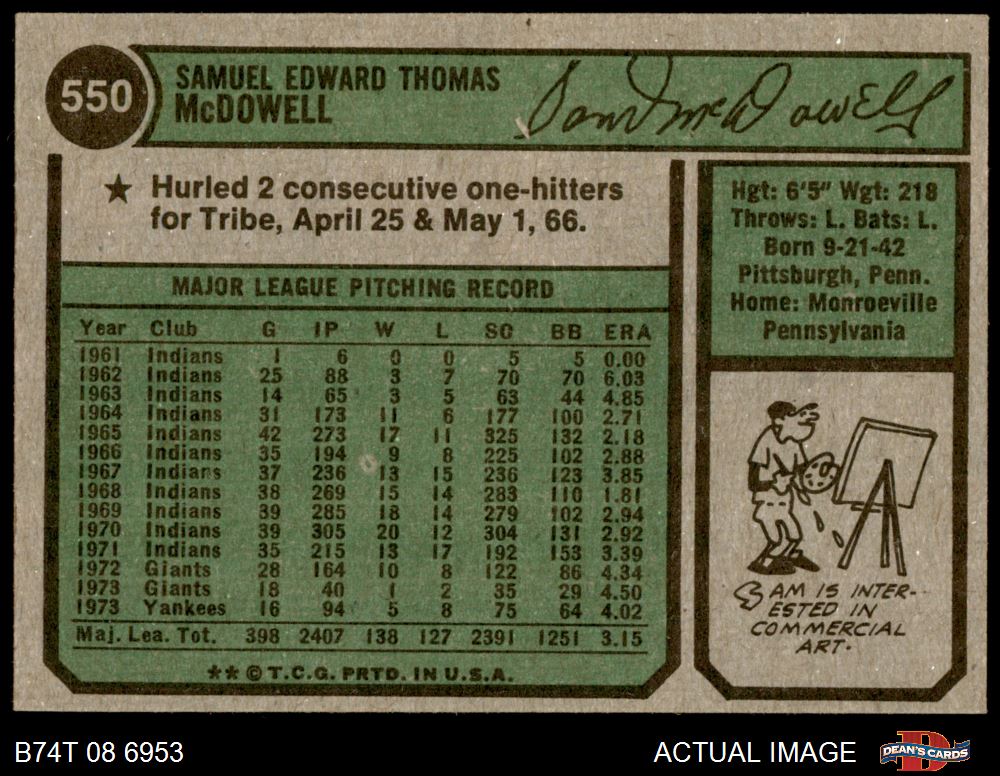 550
SAMUEL EDWARD THOMAS
McDOWELL
Sam McDowell
★ Hurled 2 consecutive one-hitters
for Tribe, April 25 & May 1, 66.
MAJOR LEAGUE PITCHING RECORD
Year Club G IP W L SO BB ERA
1961 Indians 1 6 0 0 5 5 0.00
1962 Indians 25 88 3 7 70 70 6.03
1963 Indians 14 65 3 5 63 44 4.85
1964 Indians 31 173 11 6 177 100 2.71
1965 Indians 42 273 17 11 325 132 2.18
1966 Indians 35 194 9 8 225 102 2.88
1967 Indians 37 236 13 15 236 123 3.85
1968 Indians 38 269 15 14 283 110 1.81
1969 Indians 39 285 18 14 279 102 2.94
1970 Indians 39 305 20 12 304 131 2.92
1971 Indians 35 215 13 17 192 153 3.39
1972 Giants 28 164 10 8 122 86 4.34
1973 Giants 18 40 1 2 35 29 4.50
1973 Yankees 16 94 5 8 75 64 4.02
Maj. Lea. Tot. 398 2407 138 127 2391 1251 3.15
** © T.C.G. PRTD. IN U.S.A.
Hgt: 6'5" Wgt: 218
Throws: L. Bats: L.
Born 9-21-42
Pittsburgh, Penn.
Home: Monroeville
Pennsylvania
SAM IS INTER-
ESTED IN
COMMERCIAL
ART.
B74T 08 6953
ACTUAL IMAGE
D
DEAN'S CARDS